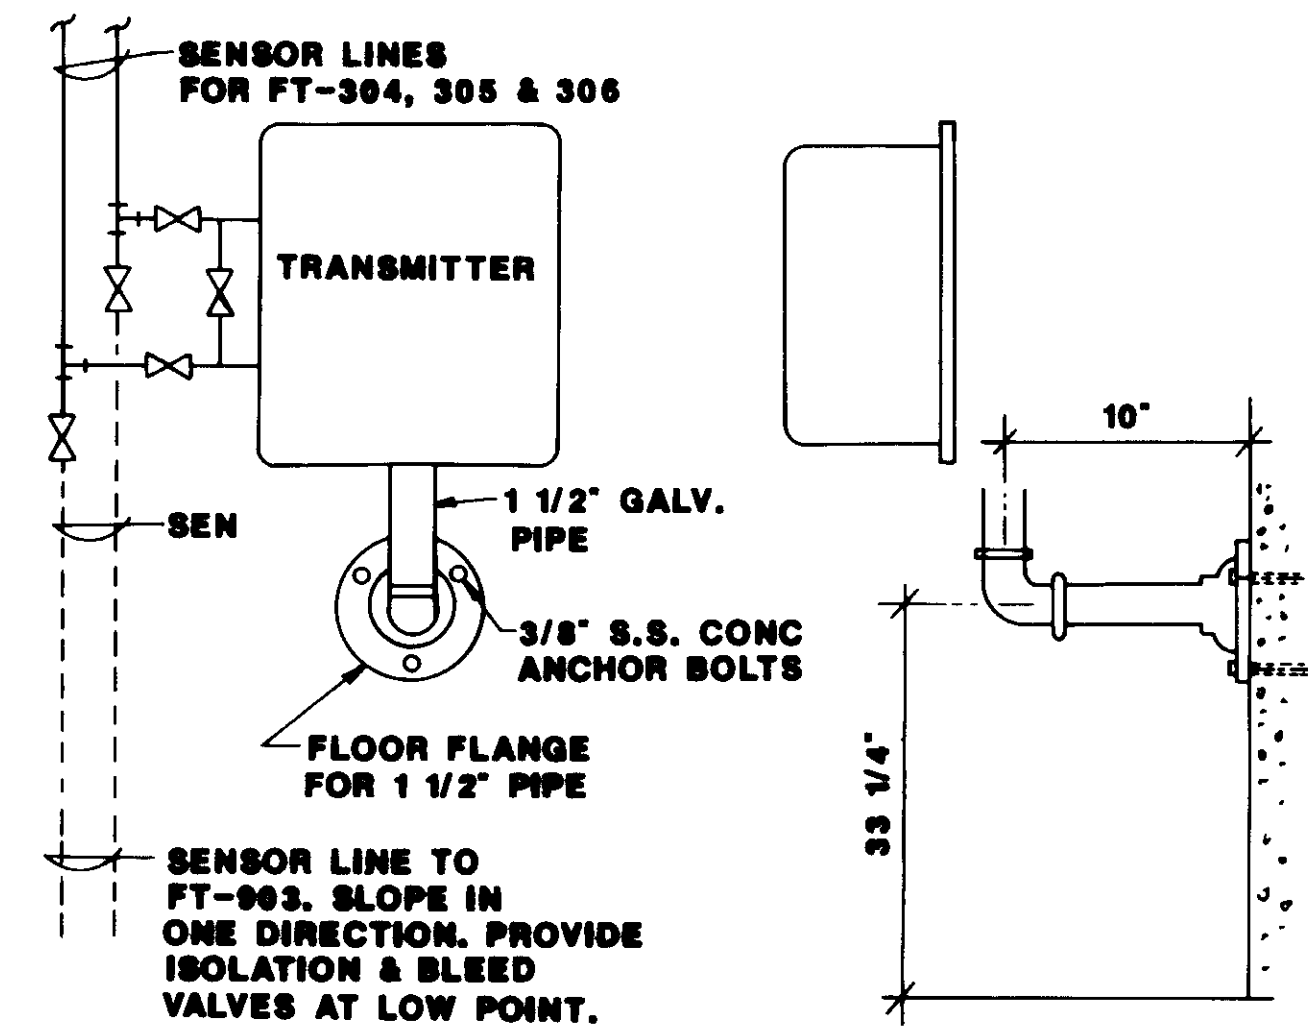 SENSOR LINES
FOR FT-304, 305 & 306
TRANSMITTER
10"
1 1/2" GALV.
PIPE
SEN
3/8" S.S. CONC
ANCHOR BOLTS
FLOOR FLANGE
FOR 1 1/2" PIPE
33 1/4"
SENSOR LINE TO
FT-903. SLOPE IN
ONE DIRECTION. PROVIDE
ISOLATION & BLEED
VALVES AT LOW POINT.